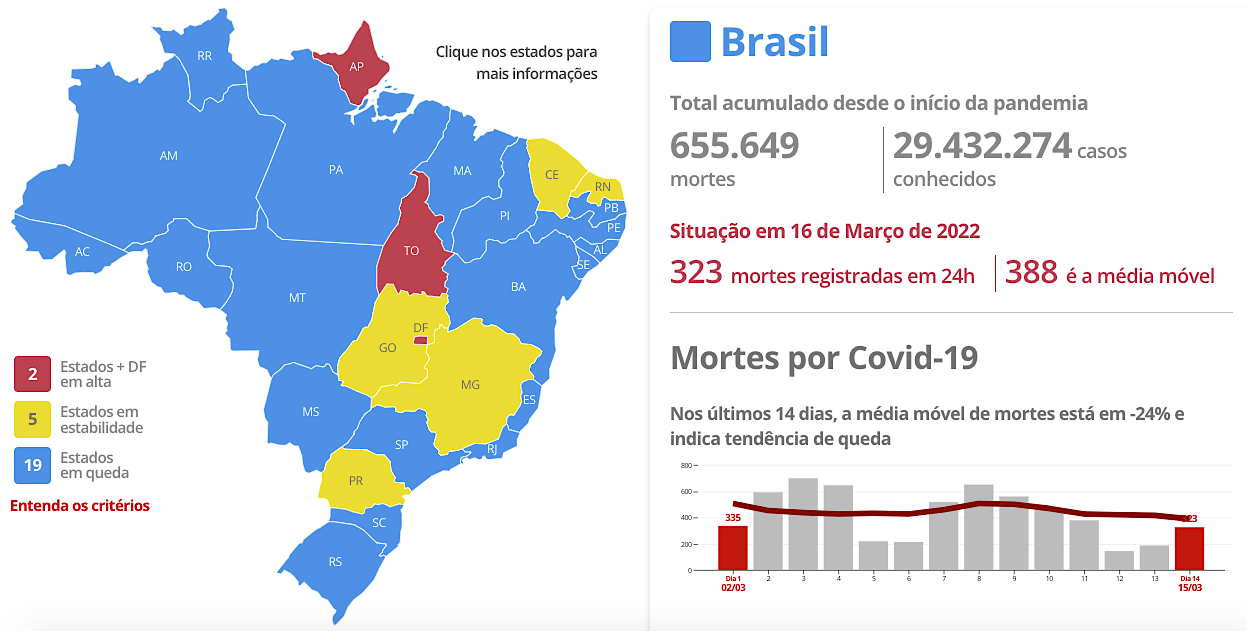 RR
AP
Clique nos estados para
mais informações
AM
PA
MA
CE
RN
PB
PE
PI
AL
SE
AC
RO
TO
BA
MT
DF
GO
MG
ES
MS
SP
RJ
PR
SC
RS
2 Estados + DF
em alta
5 Estados em
estabilidade
19 Estados
em queda
Entenda os critérios
Brasil
Total acumulado desde o início da pandemia
655.649
mortes
29.432.274 casos
conhecidos
Situação em 16 de Março de 2022
323 mortes registradas em 24h
388 é a média móvel
Mortes por Covid-19
Nos últimos 14 dias, a média móvel de mortes está em -24% e
indica tendência de queda
800
600
400
200
0
335
Dia 1 2 3 4 5 6 7 8 9 10 11 12 13 Dia 14
02/03 15/03